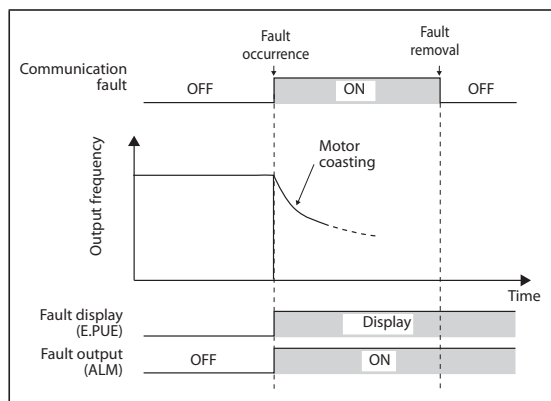 Fault
occurrence
Fault
removal
Communication
fault
OFF
ON
OFF
Output frequency
Motor
coasting
Time
Fault display
(E.PUE)
Display
Fault output
(ALM)
OFF
ON